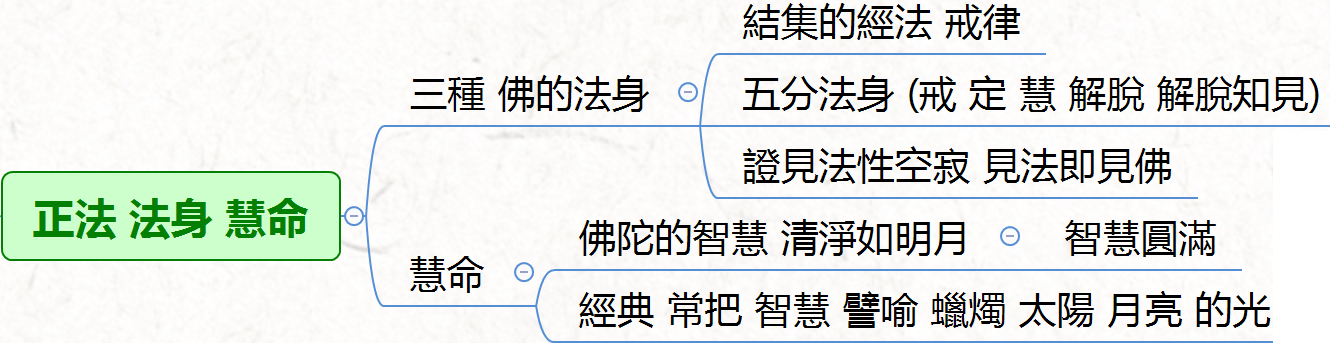 結集的經法 戒律
三種 佛的法身
五分法身 (戒 定 慧 解脫 解脫知見)
證見法性空寂 見法即見佛
正法 法身 慧命
佛陀的智慧 清淨如明月
智慧圓滿
慧命
經典 常把 智慧 譬喻 蠟燭 太陽 月亮 的光